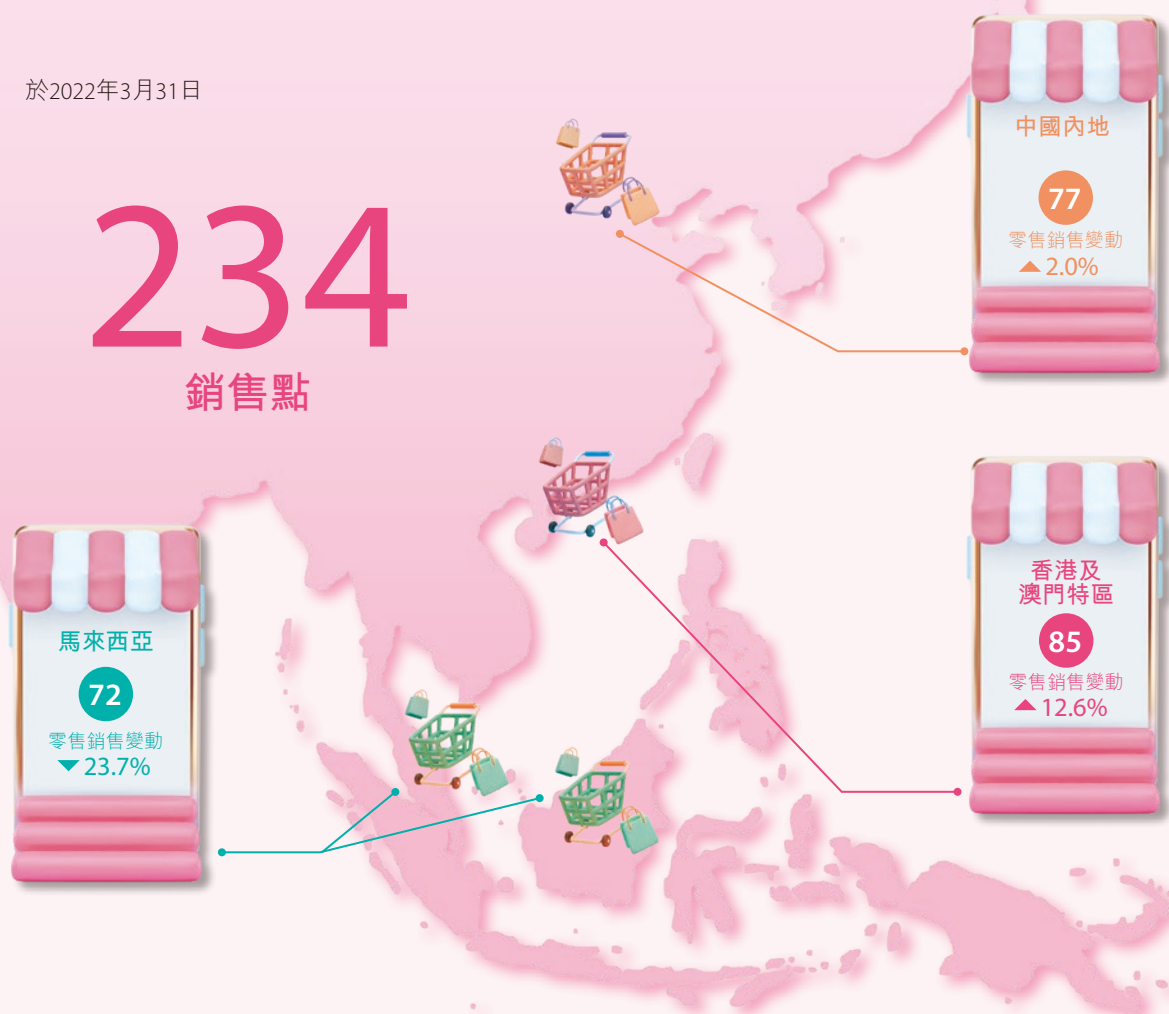 於2022年3月31日
234
銷售點
中國內地
77
零售銷售變動
▲ 2.0%
香港及
澳門特區
85
零售銷售變動
▲ 12.6%
馬來西亞
72
零售銷售變動
▼ 23.7%